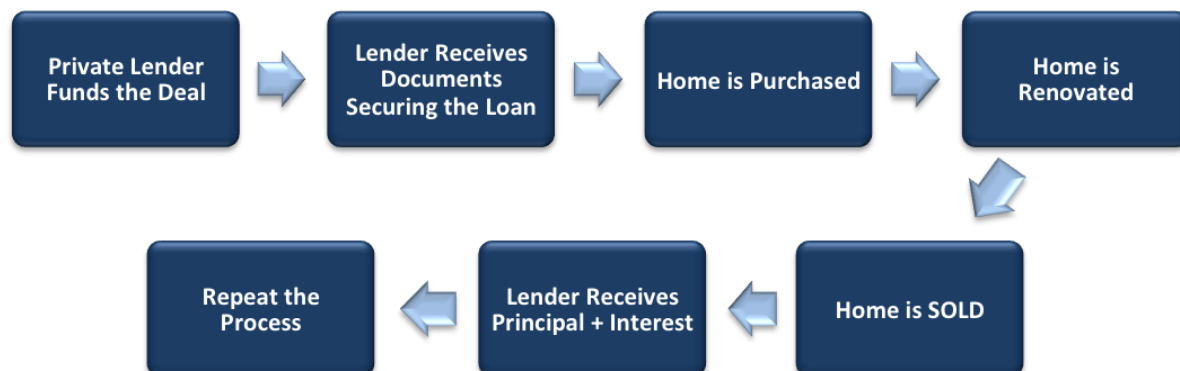 Private Lender
Funds the Deal
Lender Receives
Documents
Securing the Loan
Home is Purchased
Home is
Renovated
Home is SOLD
Lender Receives
Principal + Interest
Repeat the
Process